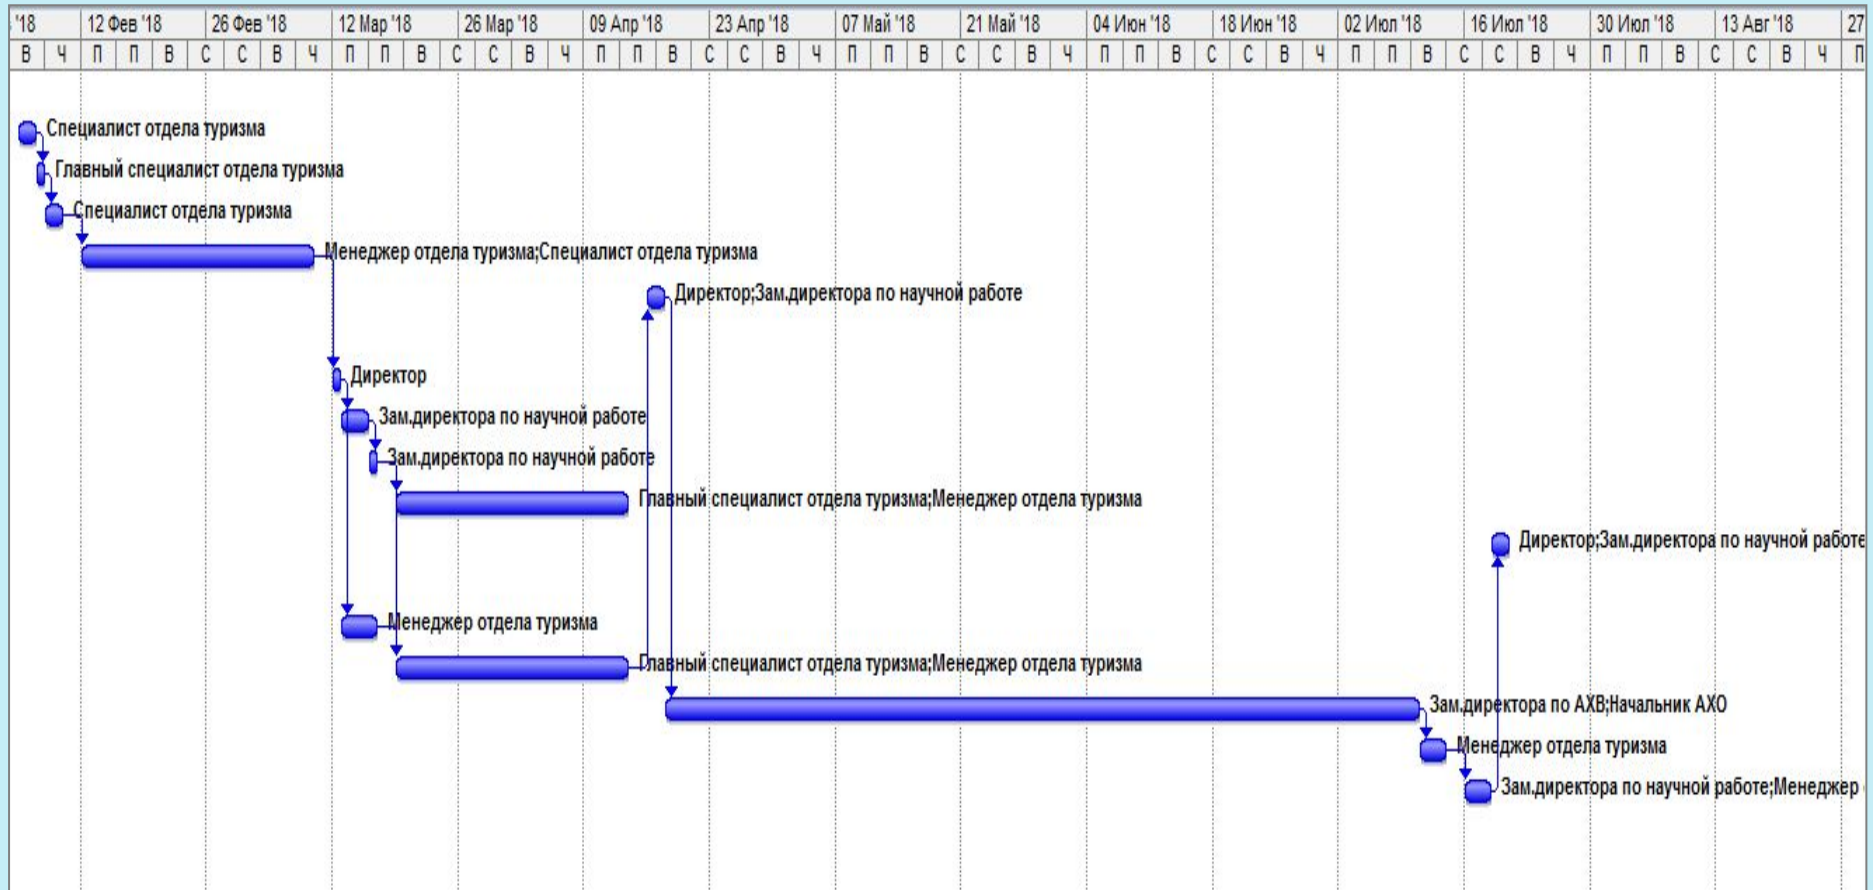 '18 12 Фев '18 26 Фев '18 12 Мар '18 26 Мар '18 09 Апр '18 23 Апр '18 07 Май '18 21 Май '18 04 Июн '18 18 Июн '18 02 Июл '18 16 Июл '18 30 Июл '18 13 Авг '18 27
В Ч П П В С С В Ч П П В С С В Ч П П В С С В Ч П П В С С В Ч П П В С С В Ч П П В С С В Ч П П В С С В Ч П
Специалист отдела туризма
Главный специалист отдела туризма
Специалист отдела туризма
Менеджер отдела туризма;Специалист отдела туризма
Директор;Зам.директора по научной работе
Директор
Зам.директора по научной работе
Зам.директора по научной работе
Главный специалист отдела туризма;Менеджер отдела туризма
Директор;Зам.директора по научной работе
Менеджер отдела туризма
Главный специалист отдела туризма;Менеджер отдела туризма
Зам.директора по АХВ;Начальник АХО
Менеджер отдела туризма
Зам.директора по научной работе;Менеджер